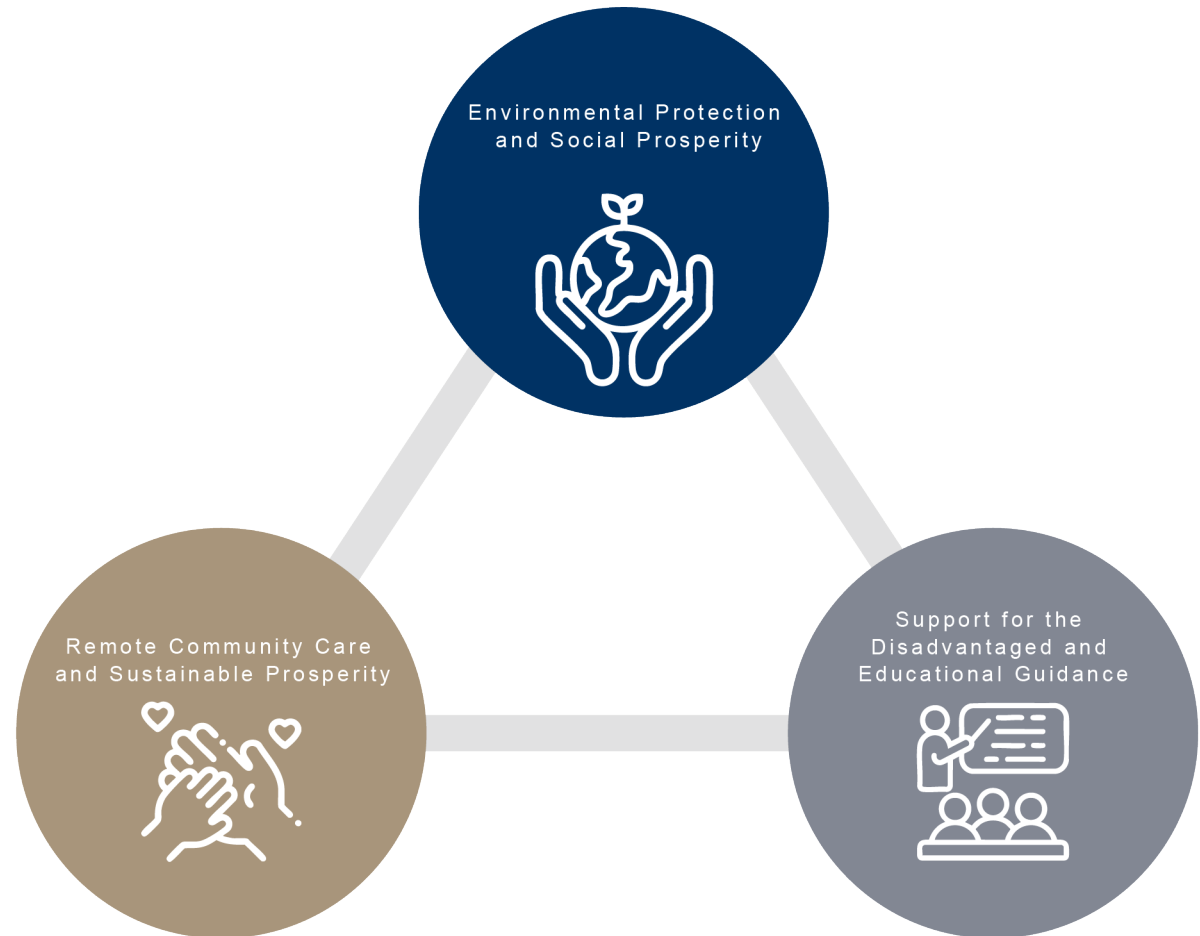 Environmental Protection
and Social Prosperity
Remote Community Care
and Sustainable Prosperity
Support for the
Disadvantaged and
Educational Guidance